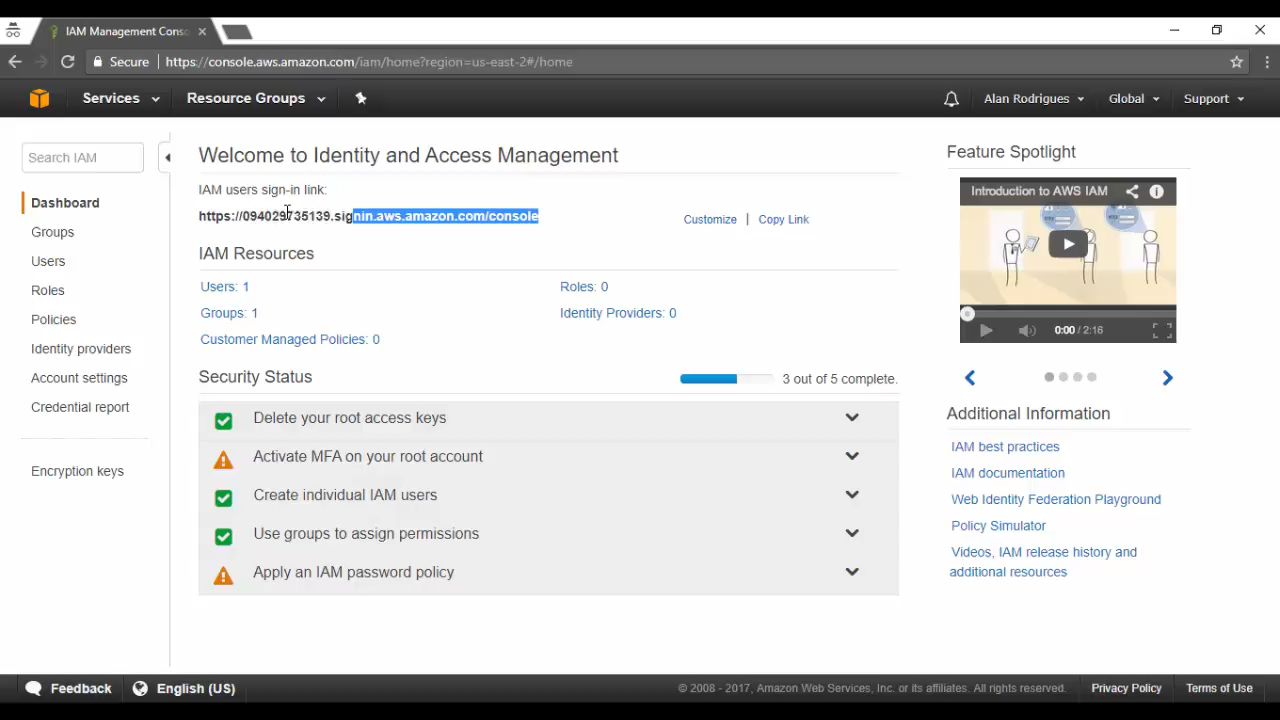 IAM Management Conso
Secure
https://console.aws.amazon.com/iam/home?region=us-east-2#/home
Services
Resource Groups
Alan Rodrigues
Global
Support
Search IAM
Dashboard
Groups
Users
Roles
Policies
Identity providers
Account settings
Credential report
Encryption keys
Welcome to Identity and Access Management
IAM users sign-in link:
https://09402973​5139.signin.aws.amazon.com/console
Customize | Copy Link
IAM Resources
Users: 1
Roles: 0
Groups: 1
Identity Providers: 0
Customer Managed Policies: 0
Security Status
3 out of 5 complete.
Delete your root access keys
Activate MFA on your root account
Create individual IAM users
Use groups to assign permissions
Apply an IAM password policy
Feature Spotlight
Introduction to AWS IAM
0:00 / 2:16
Additional Information
IAM best practices
IAM documentation
Web Identity Federation Playground
Policy Simulator
Videos, IAM release history and
additional resources
Feedback
English (US)
© 2008 - 2017, Amazon Web Services, Inc. or its affiliates. All rights reserved.
Privacy Policy
Terms of Use